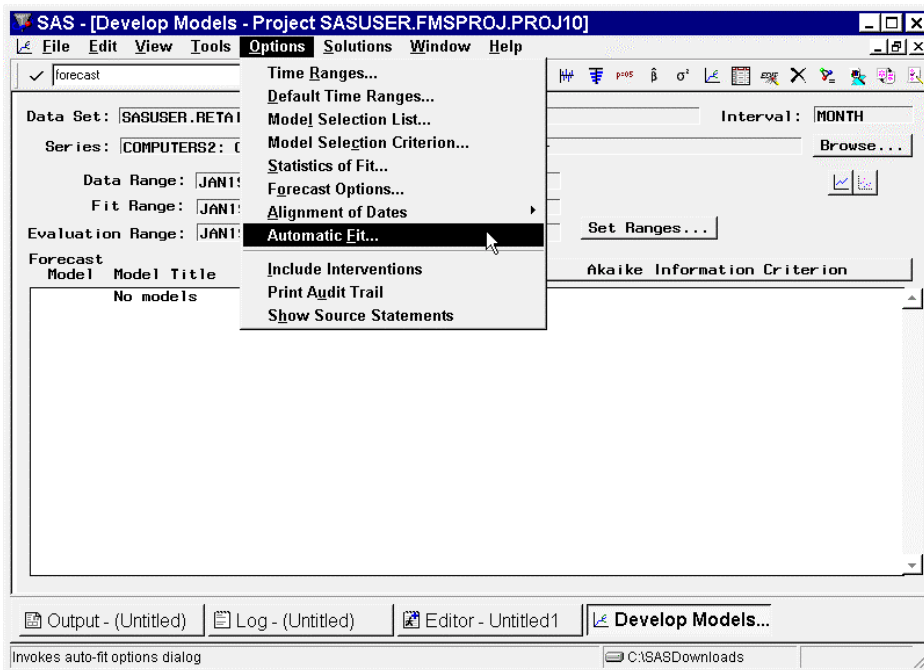 SAS - [Develop Models - Project SASUSER.FMSPROJ.PROJ10]
File Edit View Tools Options Solutions Window Help
forecast
Time Ranges...
Default Time Ranges...
Model Selection List...
Model Selection Criterion...
Statistics of Fit...
Forecast Options...
Alignment of Dates
Automatic Fit...
Include Interventions
Print Audit Trail
Show Source Statements
Data Set: SASUSER.RETAI
Interval: MONTH
Series: COMPUTERS2:
Browse...
Data Range: JAN19
Fit Range: JAN19
Evaluation Range: JAN19
Set Ranges...
Forecast
Model Model Title
Akaike Information Criterion
No models
Output - (Untitled) Log - (Untitled) Editor - Untitled1 Develop Models...
Invokes auto-fit options dialog C:\SASDownloads